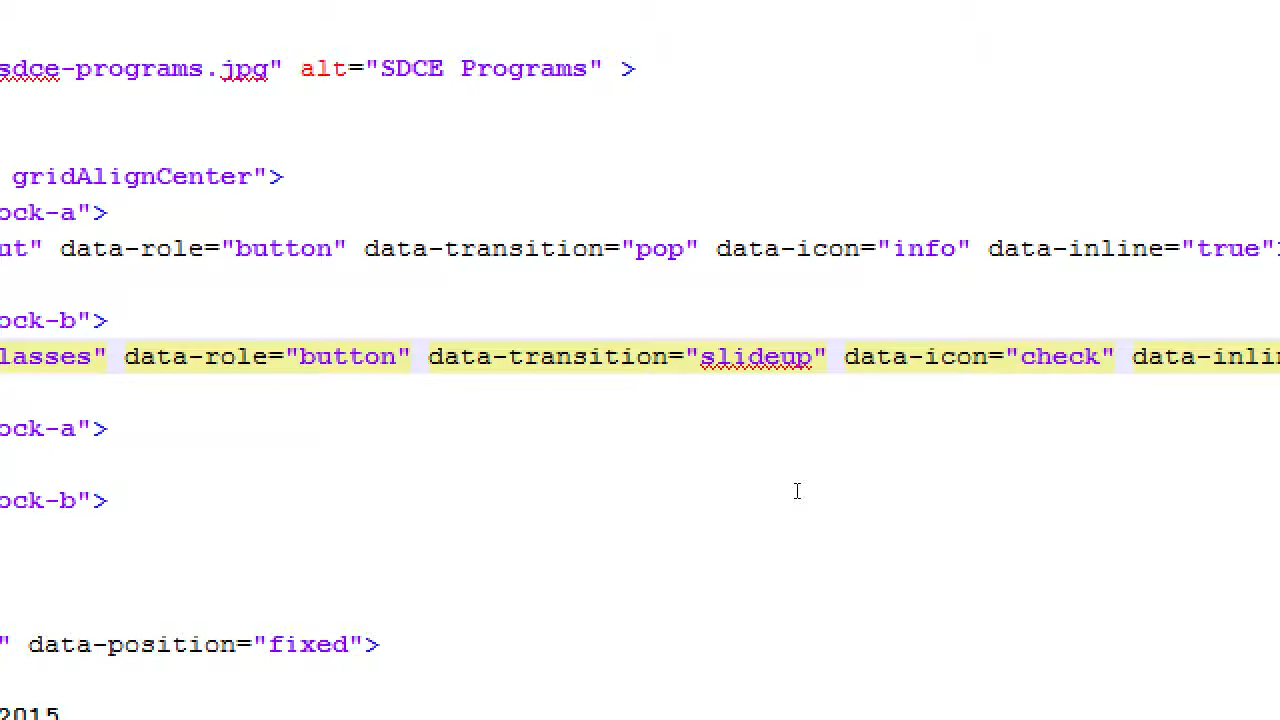 sdce-programs.jpg" alt="SDCE Programs" >
gridAlignCenter">
ock-a">
ut" data-role="button" data-transition="pop" data-icon="info" data-inline="true"
ock-b">
lasses" data-role="button" data-transition="slideup" data-icon="check" data-inlin
ock-a">
ock-b">
" data-position="fixed">
2015